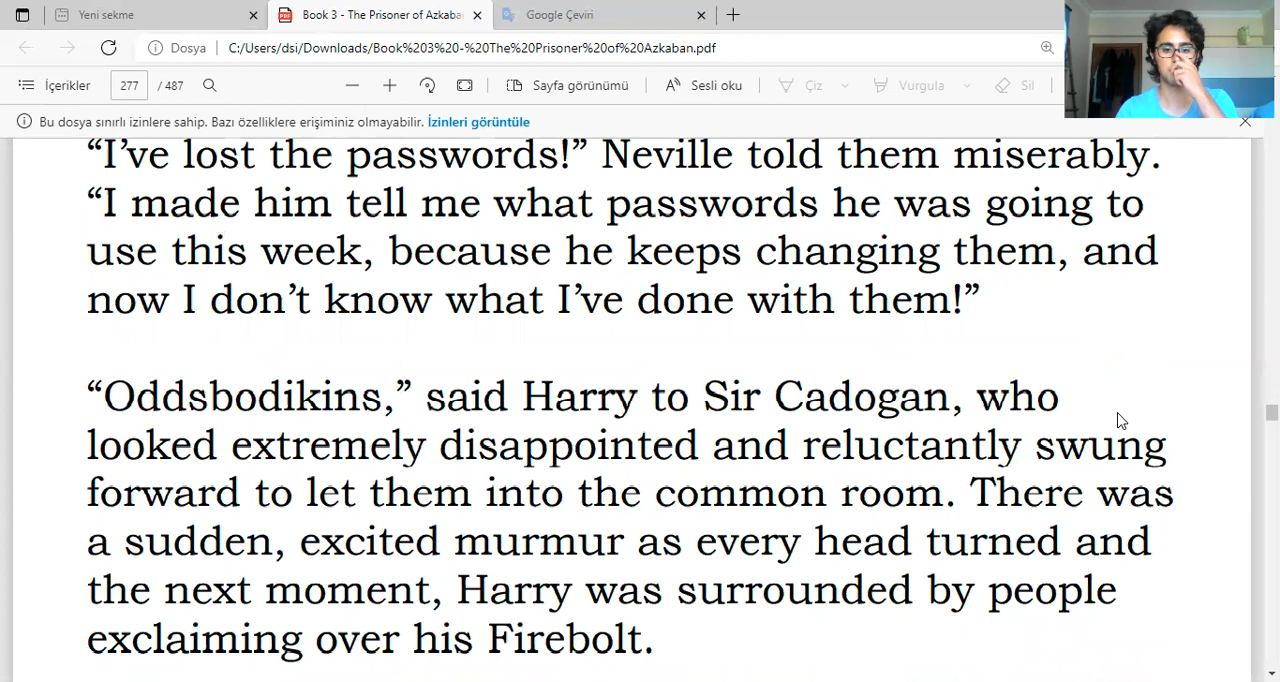 Yeni sekme
Book 3 - The Prisoner of Azkaba
Google Çeviri
Dosya
C:/Users/dsi/Downloads/Book%203%20-%20The%20Prisoner%20of%20Azkaban.pdf
İçerikler
277 / 487
Sayfa görünümü
Sesli oku
Çiz
Vurgula
Sil
Bu dosya sınırlı izinlere sahip. Bazı özelliklere erişiminiz olmayabilir. İzinleri görüntüle
“I’ve lost the passwords!” Neville told them miserably.
“I made him tell me what passwords he was going to
use this week, because he keeps changing them, and
now I don’t know what I’ve done with them!”
“Oddsbodikins,” said Harry to Sir Cadogan, who
looked extremely disappointed and reluctantly swung
forward to let them into the common room. There was
a sudden, excited murmur as every head turned and
the next moment, Harry was surrounded by people
exclaiming over his Firebolt.